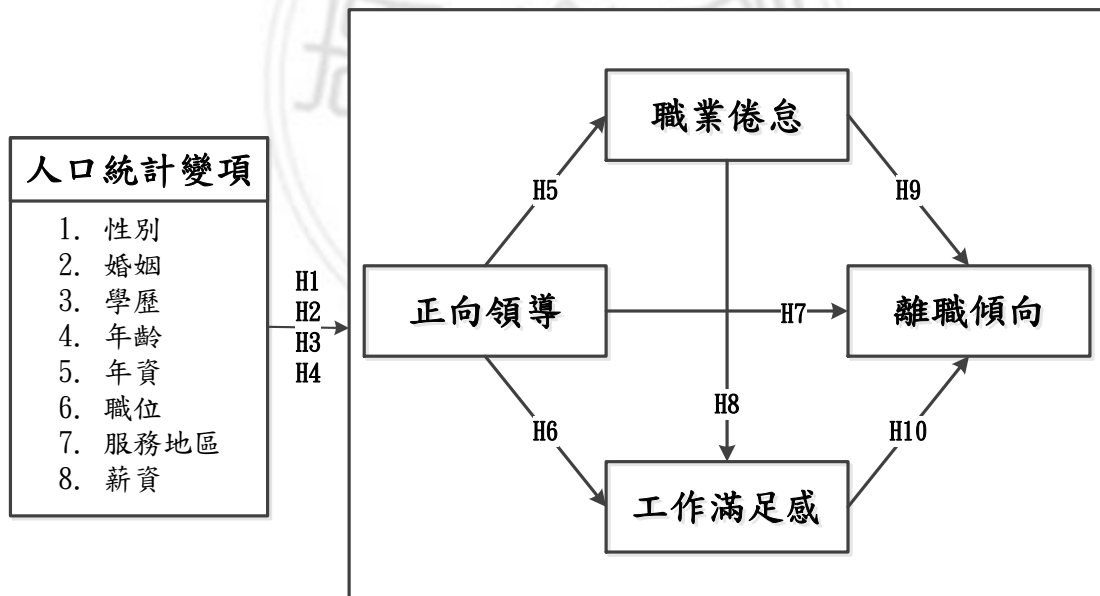 人口統計變項
1. 性別
2. 婚姻
3. 學歷
4. 年齡
5. 年資
6. 職位
7. 服務地區
8. 薪資
H1
H2
H3
H4
職業倦怠
H5
H9
正向領導
H7
離職傾向
H8
H6
H10
工作滿足感